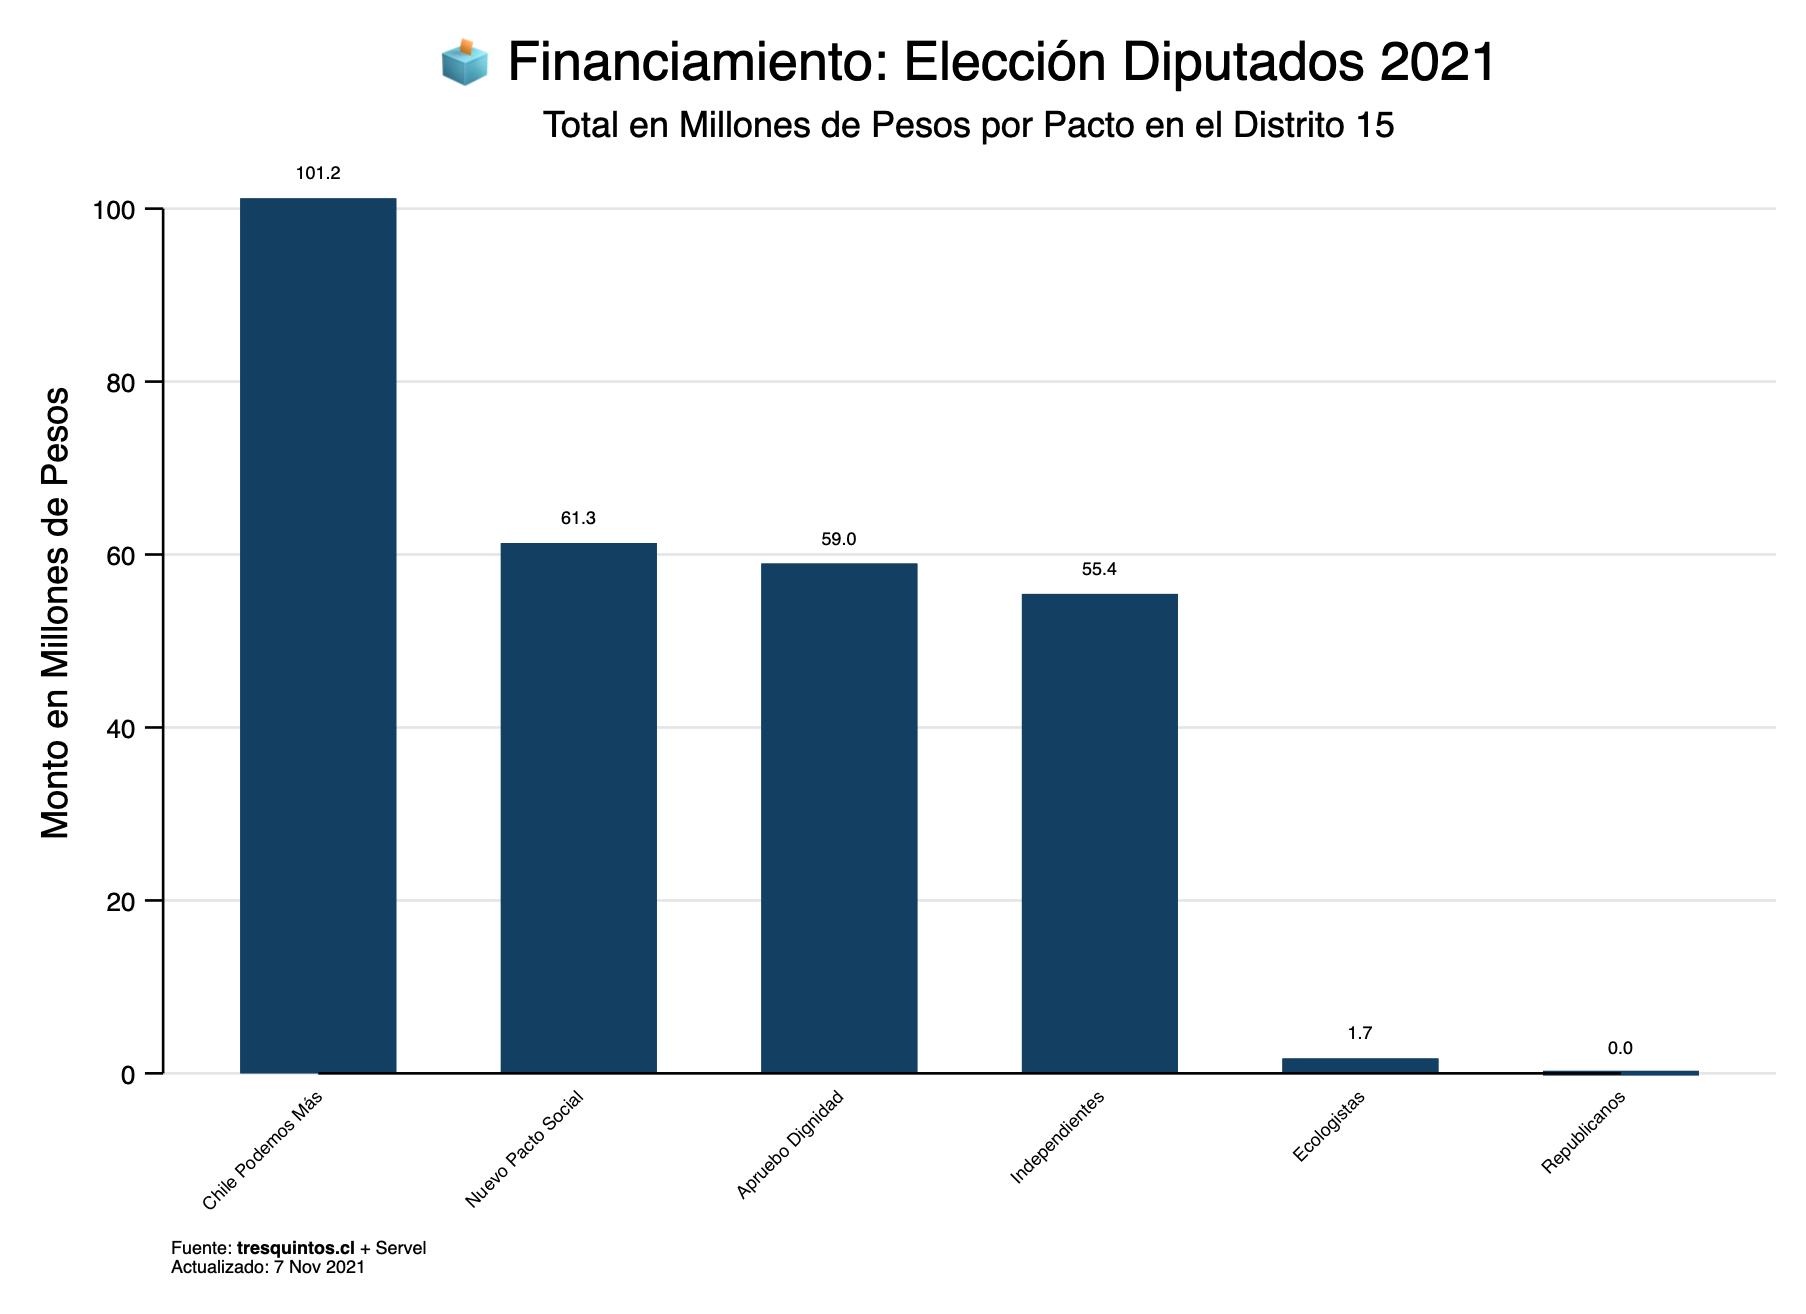 Financiamiento: Elección Diputados 2021
Total en Millones de Pesos por Pacto en el Distrito 15
Monto en Millones de Pesos
100
80
60
40
20
0
101.2
61.3
59.0
55.4
1.7
0.0
Chile Podemos Más
Nuevo Pacto Social
Apruebo Dignidad
Independientes
Ecologistas
Republicanos
Fuente: tresquintos.cl + Servel
Actualizado: 7 Nov 2021